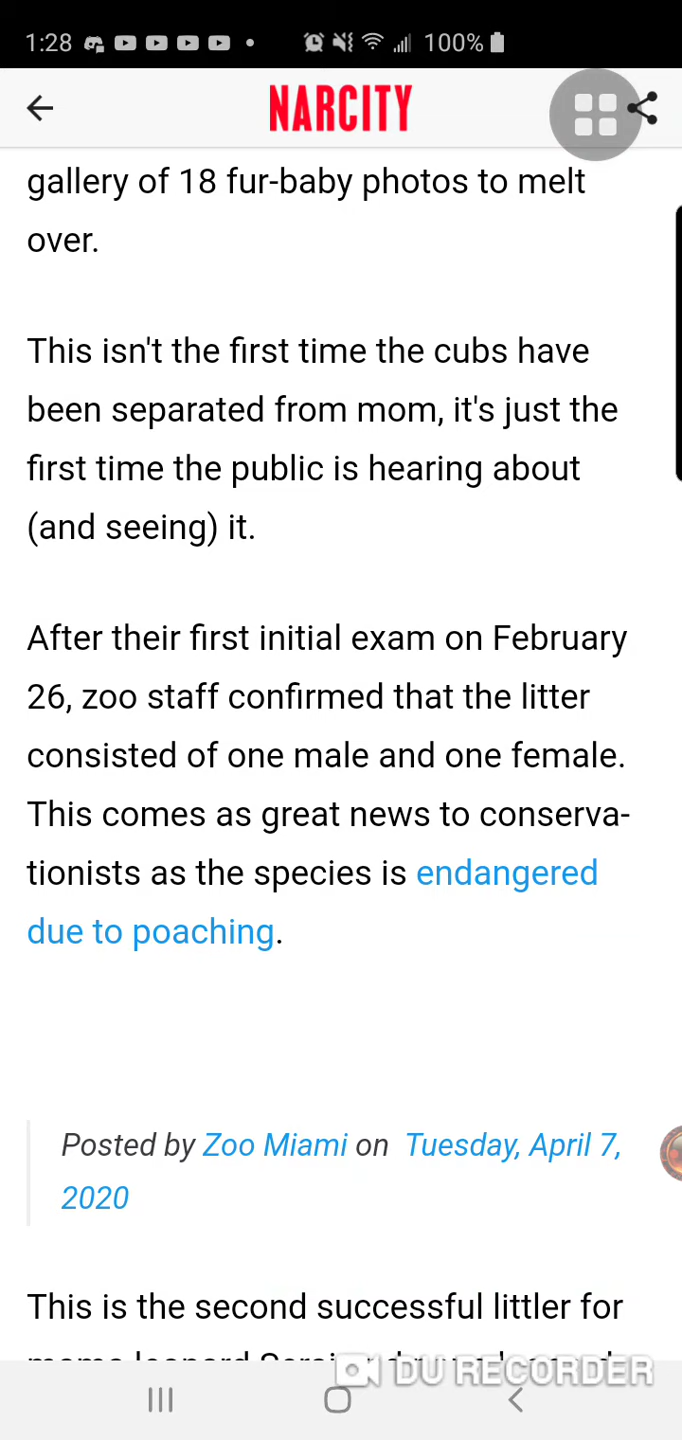 1:28 100%
NARCITY
gallery of 18 fur-baby photos to melt
over.
This isn't the first time the cubs have
been separated from mom, it's just the
first time the public is hearing about
(and seeing) it.
After their first initial exam on February
26, zoo staff confirmed that the litter
consisted of one male and one female.
This comes as great news to conserva-
tionists as the species is endangered
due to poaching.
Posted by Zoo Miami on Tuesday, April 7,
2020
This is the second successful littler for
DU RECORDER